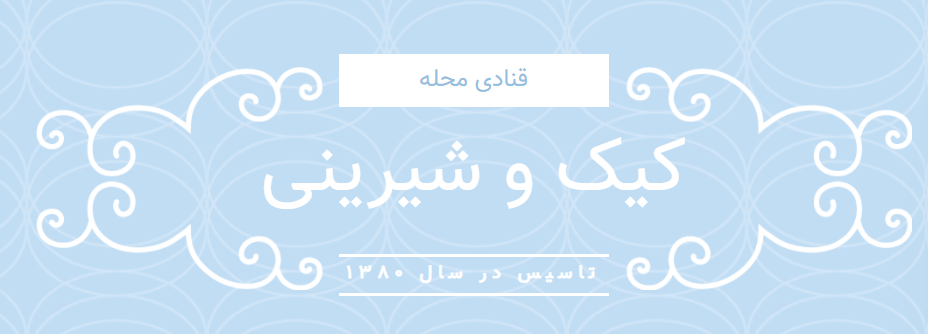 قنادی محله
کیک و شیرینی
تاسیس در سال ۱۳۸۰